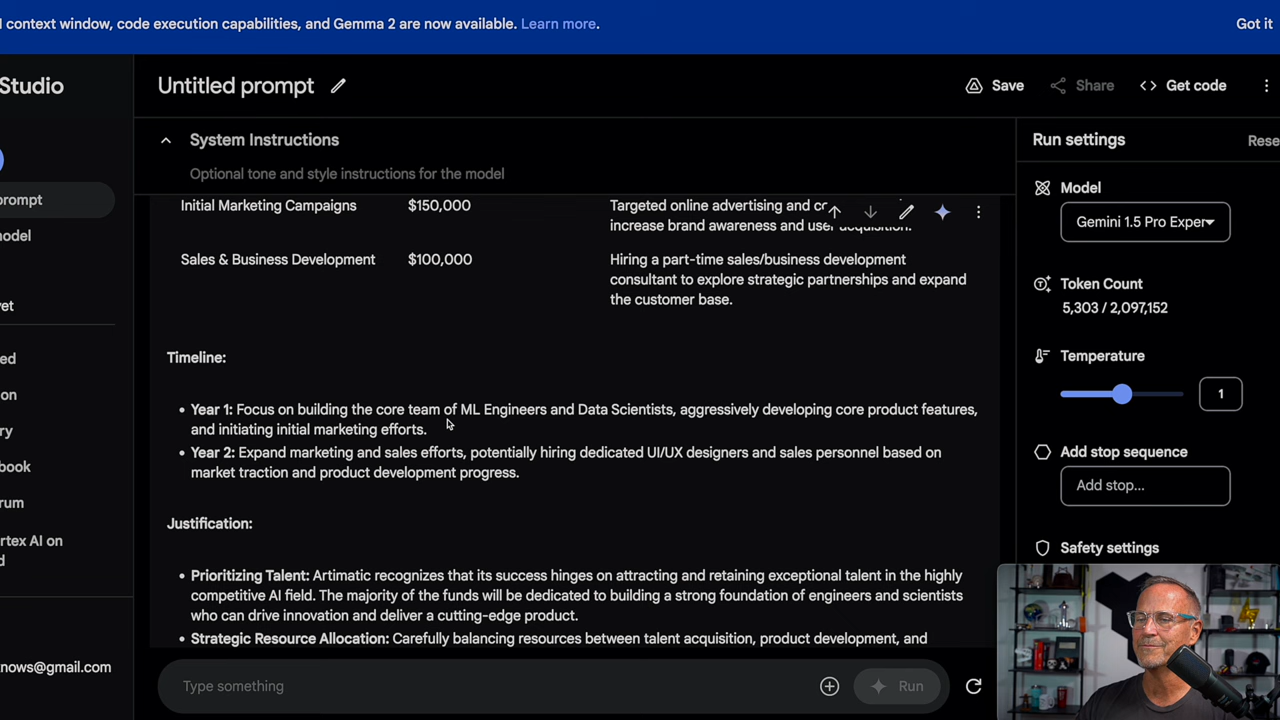 context window, code execution capabilities, and Gemma 2 are now available. Learn more.
Got it
Studio
Untitled prompt
Save
Share
Get code
System Instructions
Optional tone and style instructions for the model
Run settings
Rese
prompt
model
Model
Gemini 1.5 Pro Exper
Initial Marketing Campaigns $150,000 Targeted online advertising and
increase brand awareness and user acquisition.
Sales & Business Development $100,000 Hiring a part-time sales/business development
consultant to explore strategic partnerships and expand
the customer base.
Token Count
5,303 / 2,097,152
Timeline:
Temperature
1
• Year 1: Focus on building the core team of ML Engineers and Data Scientists, aggressively developing core product features,
and initiating initial marketing efforts.
• Year 2: Expand marketing and sales efforts, potentially hiring dedicated UI/UX designers and sales personnel based on
market traction and product development progress.
Add stop sequence
Add stop...
Justification:
Safety settings
• Prioritizing Talent: Artimatic recognizes that its success hinges on attracting and retaining exceptional talent in the highly
competitive AI field. The majority of the funds will be dedicated to building a strong foundation of engineers and scientists
who can drive innovation and deliver a cutting-edge product.
• Strategic Resource Allocation: Carefully balancing resources between talent acquisition, product development, and
vet
ed
on
ry
book
rum
rtex AI on
d
nows@gmail.com
Type something
Run